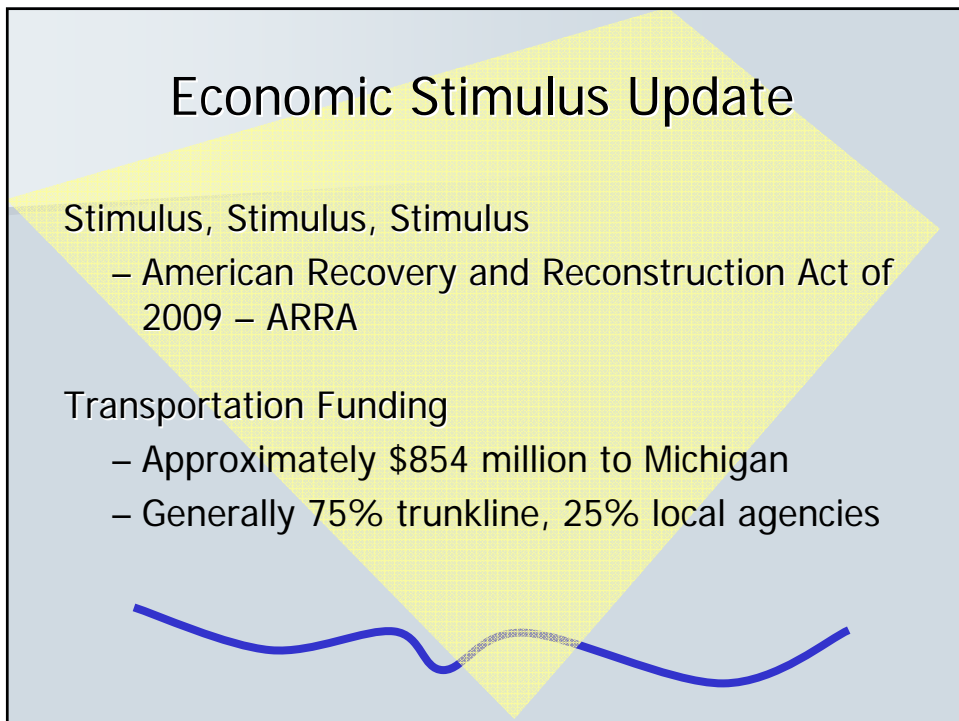 Economic Stimulus Update
Stimulus, Stimulus, Stimulus
– American Recovery and Reconstruction Act of
2009 – ARRA
Transportation Funding
– Approximately $854 million to Michigan
– Generally 75% trunkline, 25% local agencies